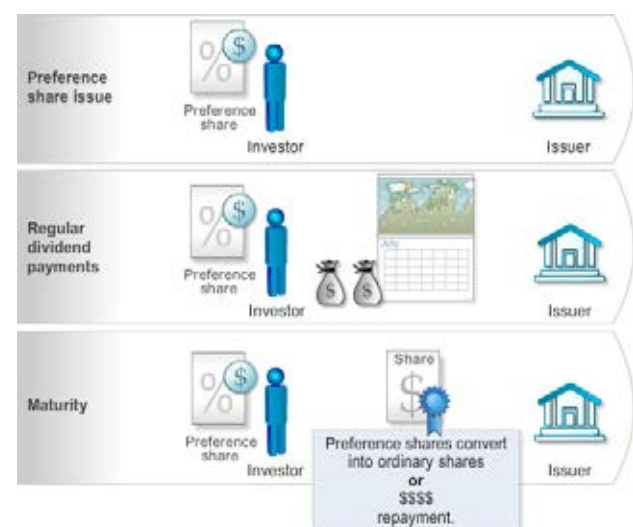 Preference
share issue
%
$
Preference
share
Investor
Issuer
Regular
dividend
payments
%
$
Preference
share
Investor
$
$
July
Issuer
Maturity
%
$
Preference
share
Investor
Share
$
Preference shares convert
into ordinary shares
or
$$$$
repayment.
Issuer